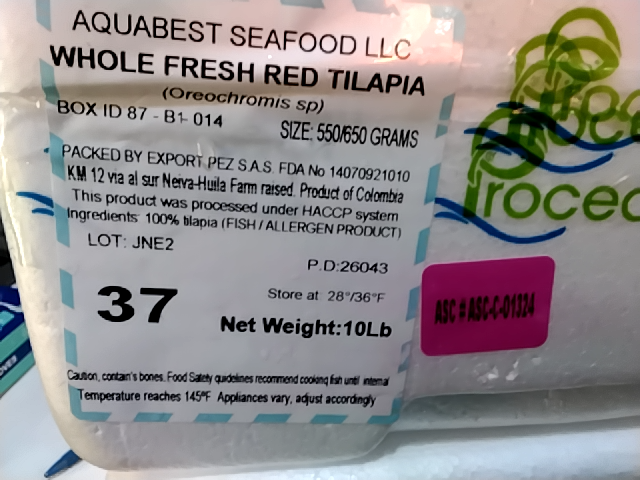 AQUABEST SEAFOOD LLC
WHOLE FRESH RED TILAPIA
(Oreochromis sp)
BOX ID 87 - B1- 014
SIZE: 550/650 GRAMS
PACKED BY EXPORT PEZ S.A.S. FDA No 14070921010
KM 12 via al sur Neiva-Huila Farm raised. Product of Colombia
This product was processed under HACCP system
Ingredients: 100% tilapia (FISH / ALLERGEN PRODUCT)
LOT: JNE2
P.D:26043
37
Store at 28°/36°F
Net Weight:10Lb
Caution, contain's bones. Food Safety guidelines recommend cooking fish until internal
Temperature reaches 145°F Appliances vary, adjust accordingly
Procea
ASC # ASC-C-01324